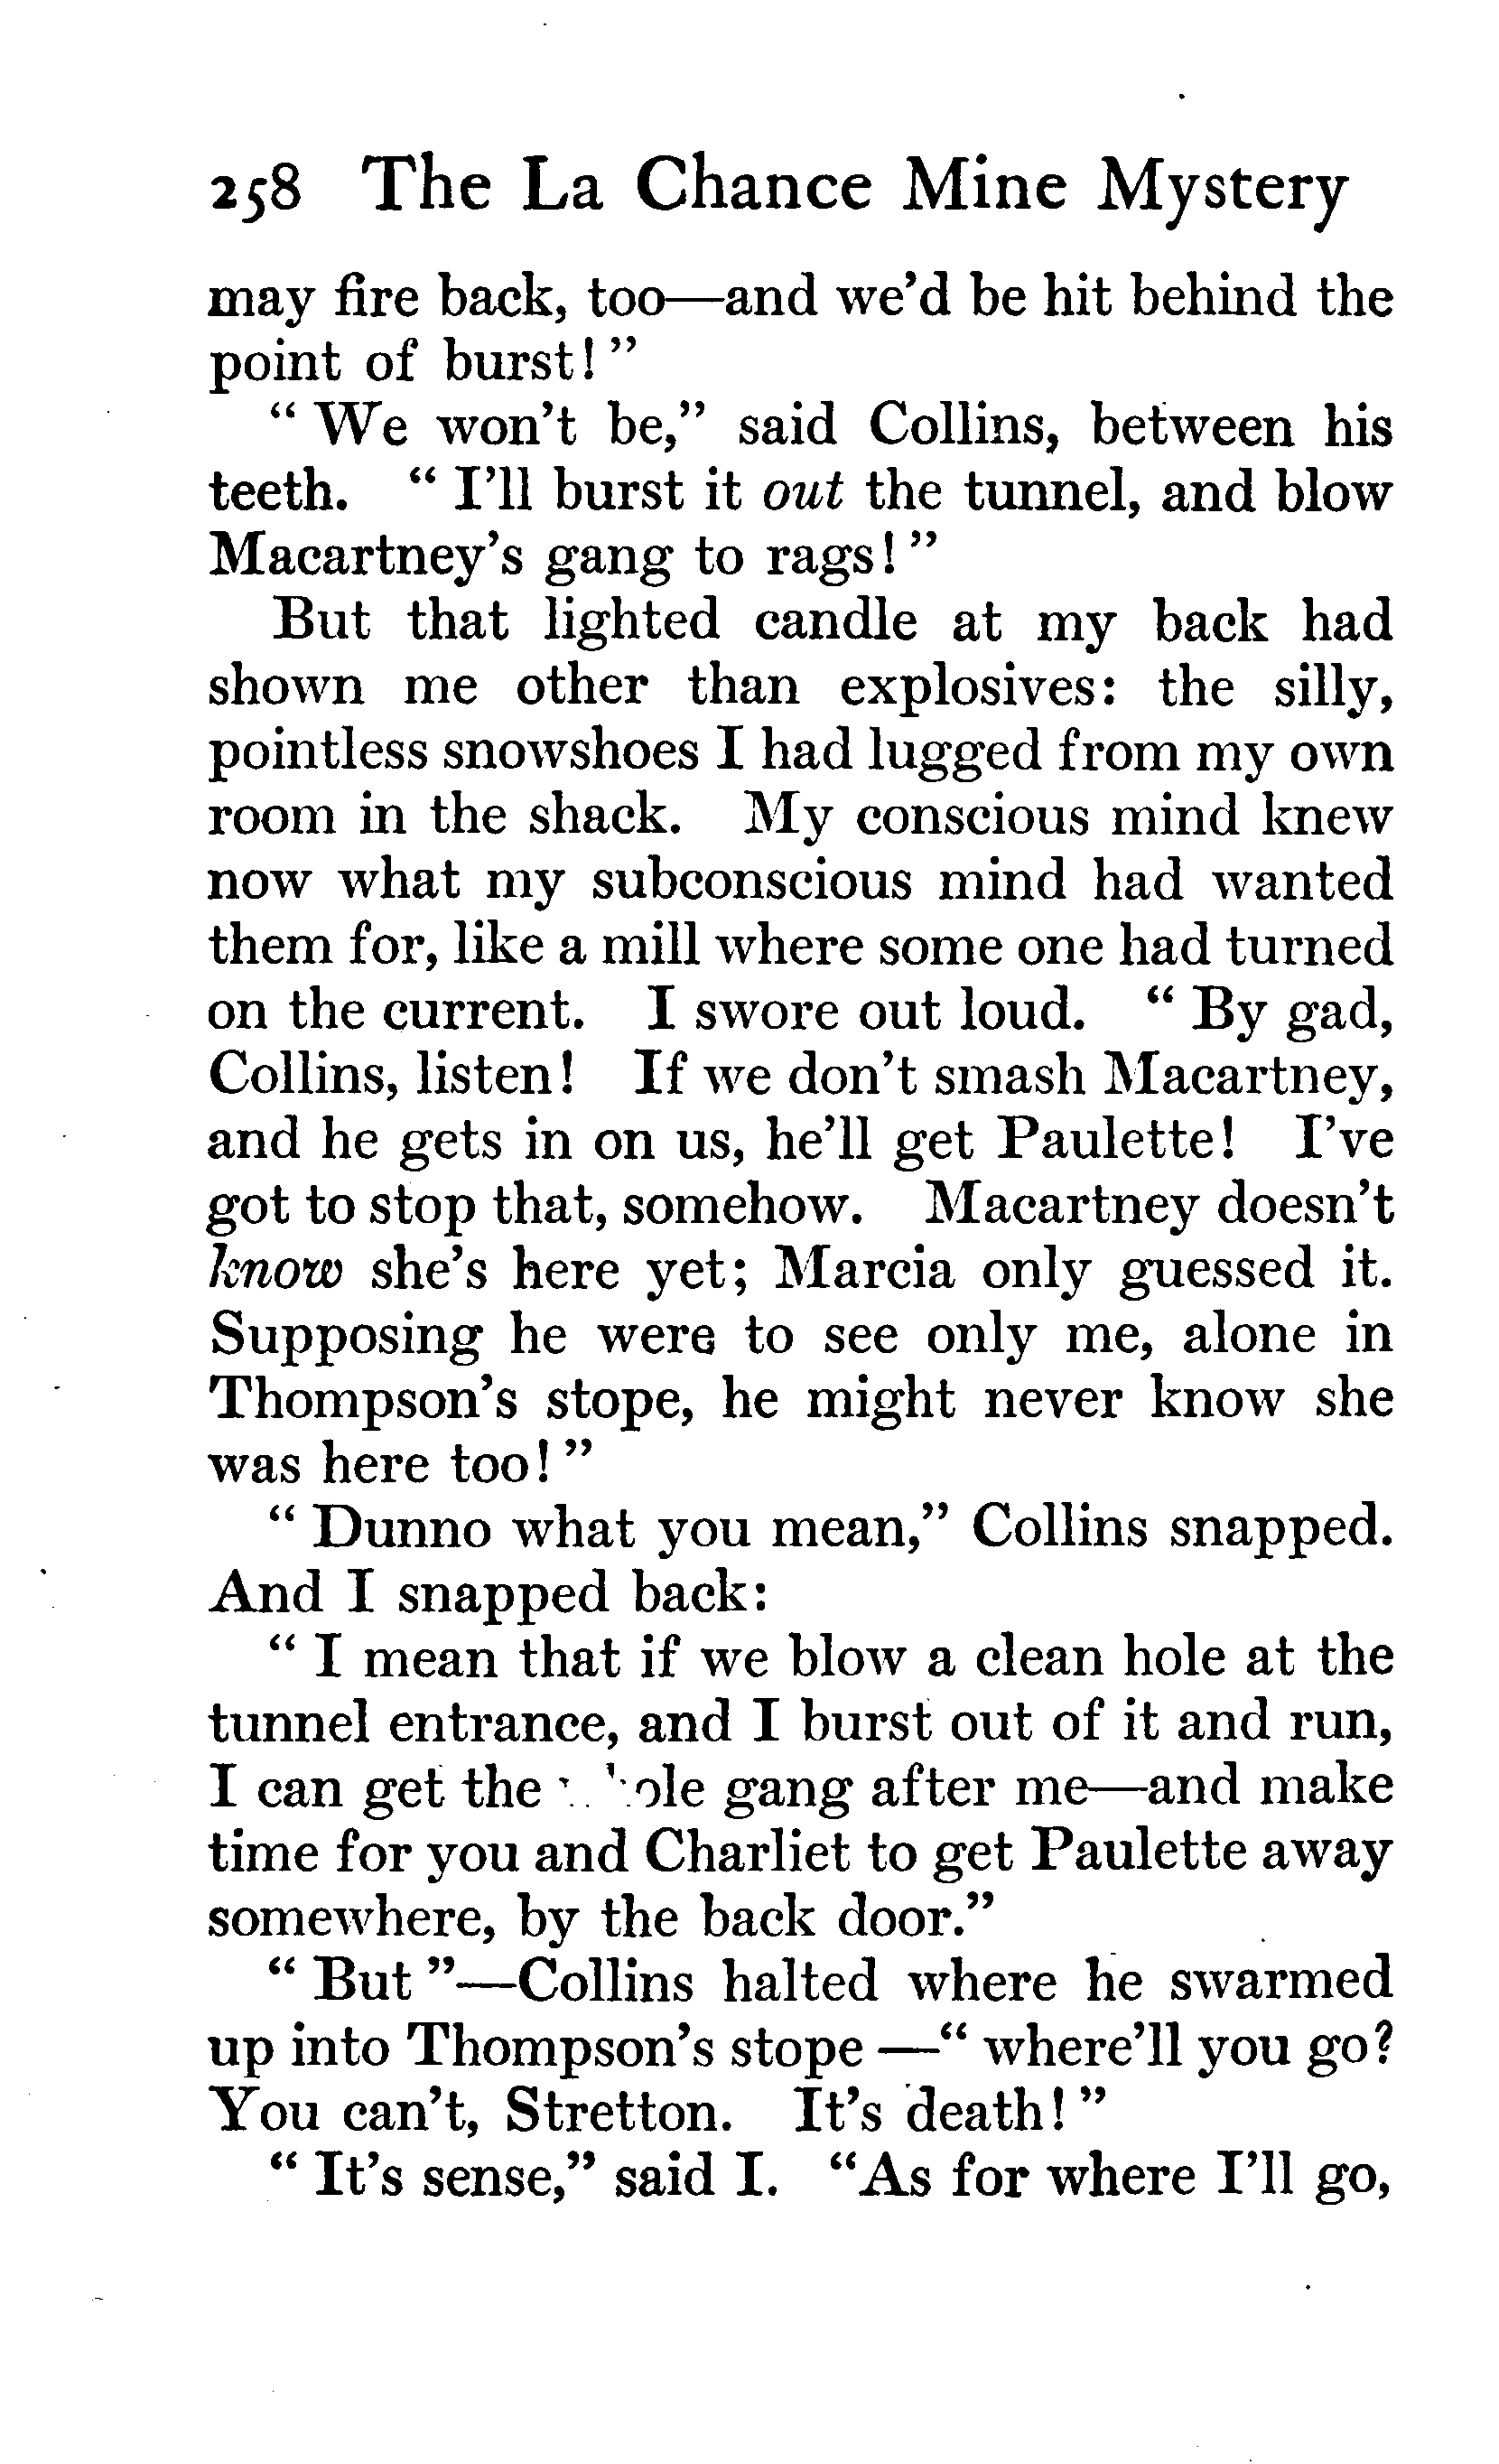 258 The La Chance Mine Mystery
may fire back, too—and we'd be hit behind the
point of burst!"
"We won't be," said Collins, between his
teeth. "I'll burst it out the tunnel, and blow
Macartney's gang to rags!"
But that lighted candle at my back had
shown me other than explosives: the silly,
pointless snowshoes I had lugged from my own
room in the shack. My conscious mind knew
now what my subconscious mind had wanted
them for, like a mill where some one had turned
on the current. I swore out loud. "By gad,
Collins, listen! If we don't smash Macartney,
and he gets in on us, he'll get Paulette! I've
got to stop that, somehow. Macartney doesn't
know she's here yet; Marcia only guessed it.
Supposing he were to see only me, alone in
Thompson's stope, he might never know she
was here too!"
"Dunno what you mean," Collins snapped.
And I snapped back:
"I mean that if we blow a clean hole at the
tunnel entrance, and I burst out of it and run,
I can get the gang after me—and make
time for you and Charliet to get Paulette away
somewhere, by the back door."
"But"—Collins halted where he swarmed
up into Thompson's stope—"where'll you go?
You can't, Stretton. It's death!"
"It's sense," said I. "As for where I'll go,